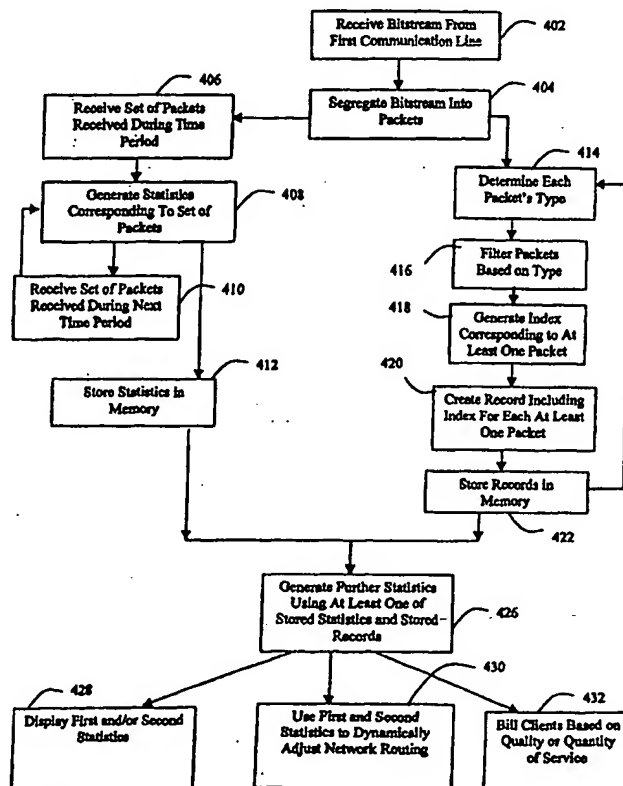 Receive Bitstream From
First Communication Line
402
406
Receive Set of Packets
Received During Time
Period
Segregate Bitstream Into
Packets
404
414
Determine Each
Packet's Type
408
Generate Statistics
Corresponding To Set of
Packets
416
Filter Packets
Based on Type
Receive Set of Packets
Received During Next
Time Period
410
418
Generate Index
Corresponding to At
Least One Packet
412
Store Statistics in
Memory
420
Create Record Including
Index For Each At Least
One Packet
Store Records in
Memory
422
Generate Further Statistics
Using At Least One of
Stored Statistics and Stored
Records
426
428
Display First and/or Second
Statistics
430
Use First and Second
Statistics to Dynamically
Adjust Network Routing
432
Bill Clients Based on
Quality or Quantity
of Service